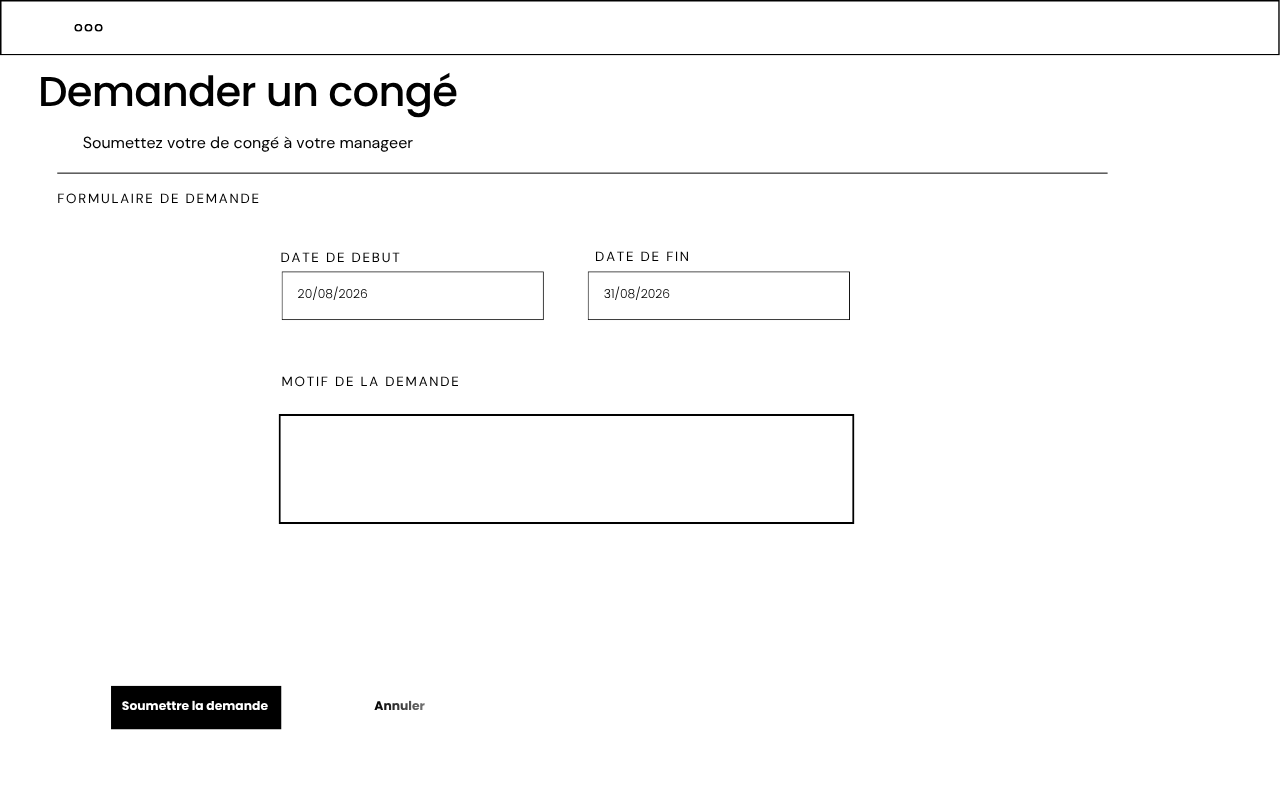 Demander un congé
Soumettez votre de congé à votre manageer
FORMULAIRE DE DEMANDE
DATE DE DEBUT
DATE DE FIN
20/08/2026
31/08/2026
MOTIF DE LA DEMANDE
Soumettre la demande
Annuler